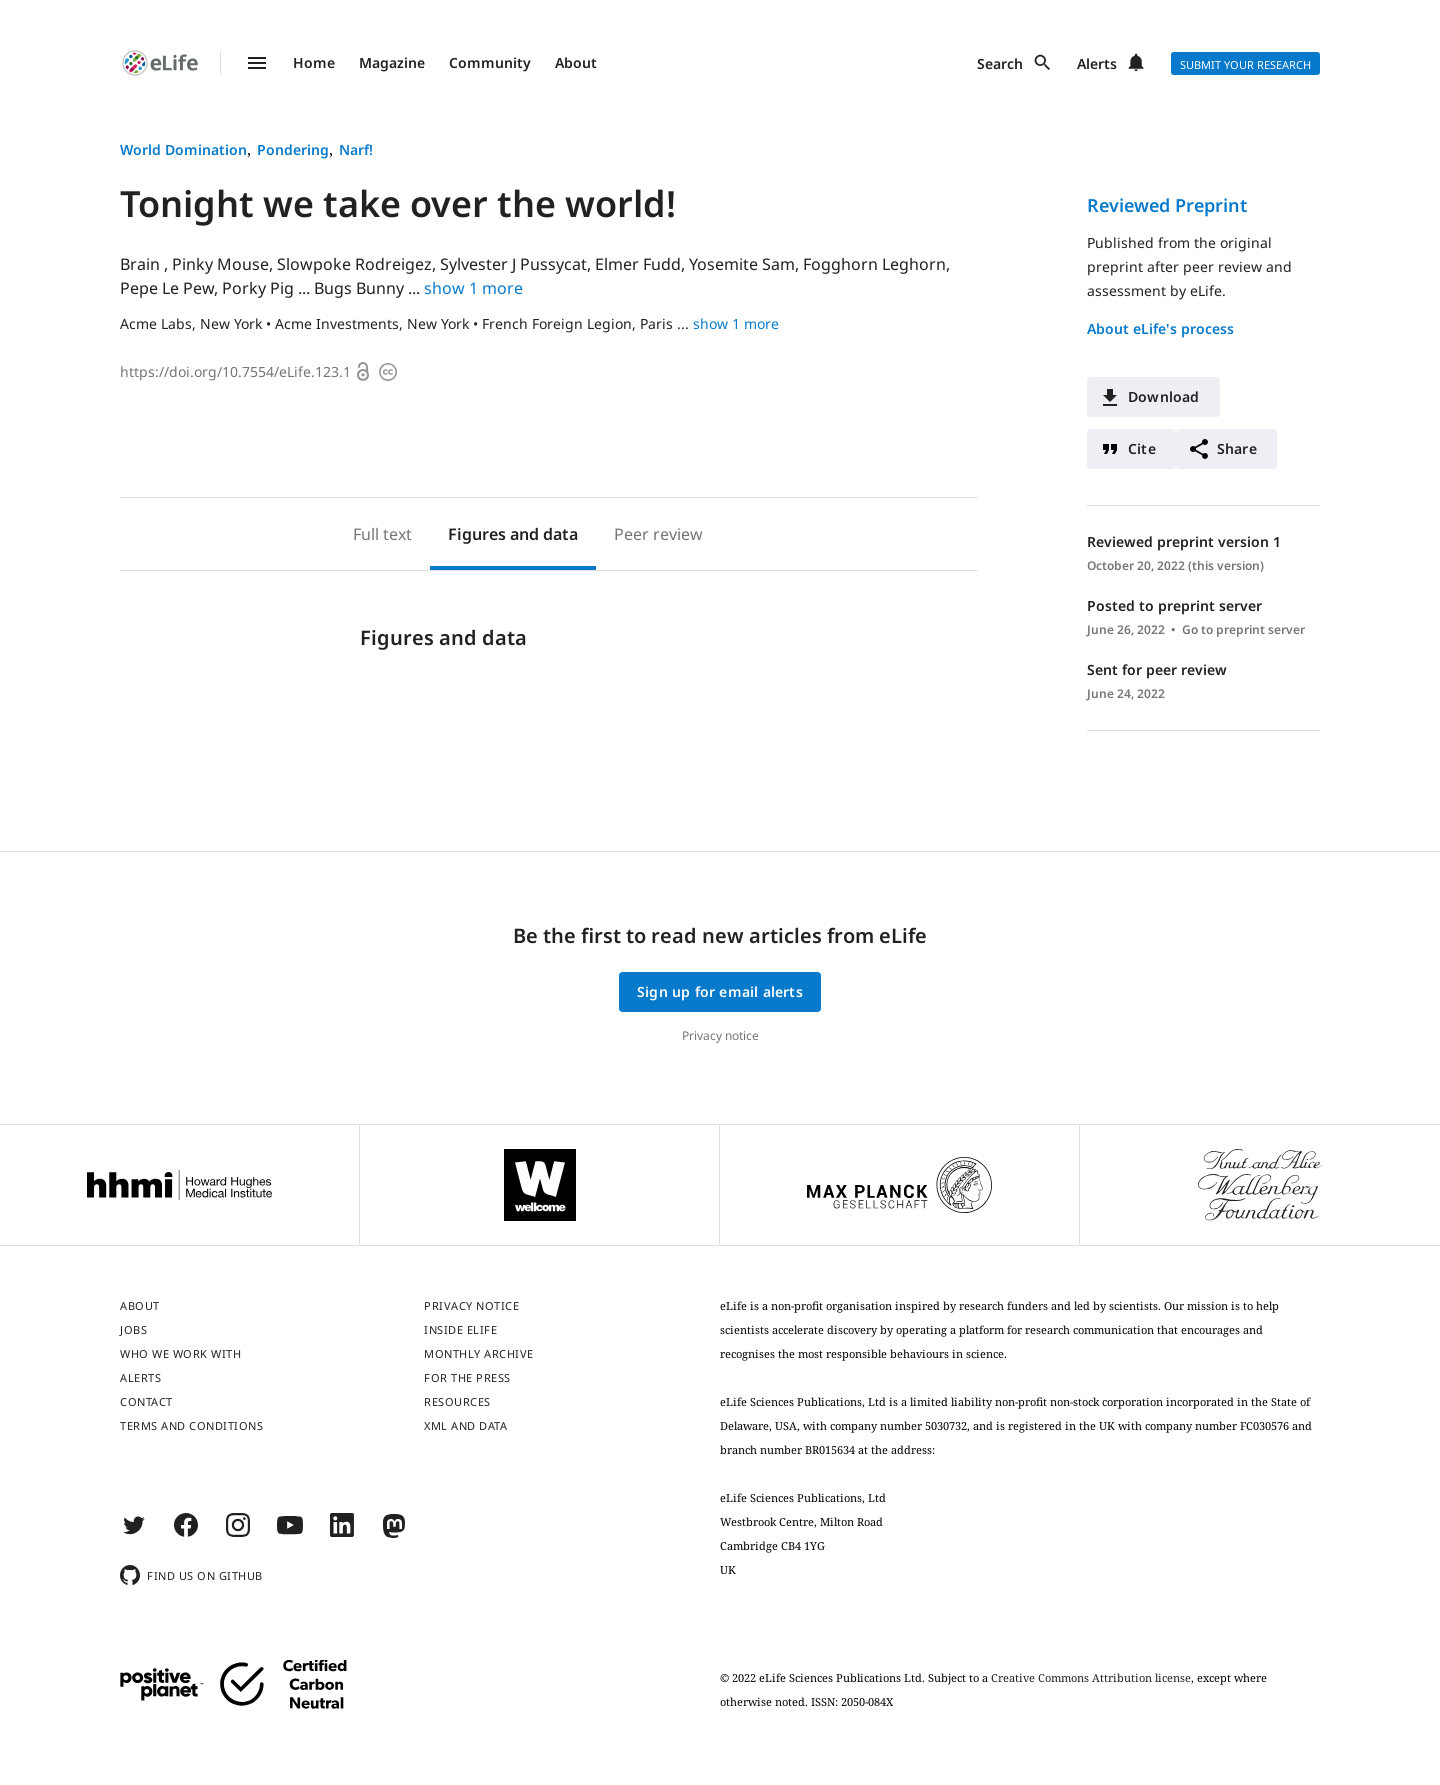 eLife
Home Magazine Community About
Search Alerts SUBMIT YOUR RESEARCH
World Domination, Pondering, Narf!
Tonight we take over the world!
Brain , Pinky Mouse, Slowpoke Rodreigez, Sylvester J Pussycat, Elmer Fudd, Yosemite Sam, Fogghorn Leghorn,
Pepe Le Pew, Porky Pig ... Bugs Bunny ... show 1 more
Acme Labs, New York • Acme Investments, New York • French Foreign Legion, Paris ... show 1 more
https://doi.org/10.7554/eLife.123.1
Reviewed Preprint
Published from the original
preprint after peer review and
assessment by eLife.
About eLife's process
Download
Cite Share
Full text Figures and data Peer review
Figures and data
Reviewed preprint version 1
October 20, 2022 (this version)
Posted to preprint server
June 26, 2022 • Go to preprint server
Sent for peer review
June 24, 2022
Be the first to read new articles from eLife
Sign up for email alerts
Privacy notice
hhmi Howard Hughes
Medical Institute
W
wellcome
MAX PLANCK
GESELLSCHAFT
Knut and Alice
Wallenberg
Foundation
ABOUT
JOBS
WHO WE WORK WITH
ALERTS
CONTACT
TERMS AND CONDITIONS
PRIVACY NOTICE
INSIDE ELIFE
MONTHLY ARCHIVE
FOR THE PRESS
RESOURCES
XML AND DATA
FIND US ON GITHUB
positive
planet
Certified
Carbon
Neutral
eLife is a non-profit organisation inspired by research funders and led by scientists. Our mission is to help
scientists accelerate discovery by operating a platform for research communication that encourages and
recognises the most responsible behaviours in science.
eLife Sciences Publications, Ltd is a limited liability non-profit non-stock corporation incorporated in the State of
Delaware, USA, with company number 5030732, and is registered in the UK with company number FC030576 and
branch number BR015634 at the address:
eLife Sciences Publications, Ltd
Westbrook Centre, Milton Road
Cambridge CB4 1YG
UK
© 2022 eLife Sciences Publications Ltd. Subject to a Creative Commons Attribution license, except where
otherwise noted. ISSN: 2050-084X